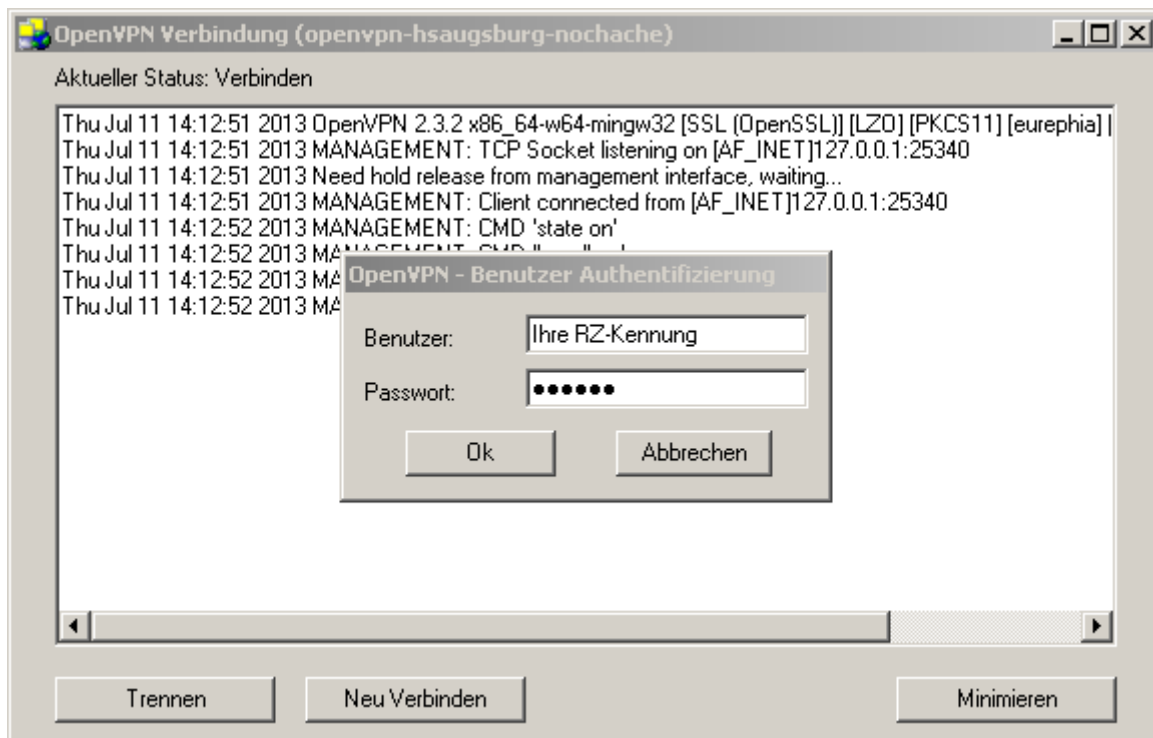 OpenVPN Verbindung (openvpn-hsaugsburg-nochache)
Aktueller Status: Verbinden
Thu Jul 11 14:12:51 2013 OpenVPN 2.3.2 x86_64-w64-mingw32 [SSL (OpenSSL)] [LZO] [PKCS11] [eurephia]
Thu Jul 11 14:12:51 2013 MANAGEMENT: TCP Socket listening on [AF_INET]127.0.0.1:25340
Thu Jul 11 14:12:51 2013 Need hold release from management interface, waiting...
Thu Jul 11 14:12:51 2013 MANAGEMENT: Client connected from [AF_INET]127.0.0.1:25340
Thu Jul 11 14:12:52 2013 MANAGEMENT: CMD 'state on'
Thu Jul 11 14:12:52 2013 MANAGEMENT: CMD
Thu Jul 11 14:12:52 2013 MA
Thu Jul 11 14:12:52 2013 MA
OpenVPN - Benutzer Authentifizierung
Benutzer: Ihre RZ-Kennung
Passwort: ●●●●●●
Ok Abbrechen
Trennen Neu Verbinden Minimieren